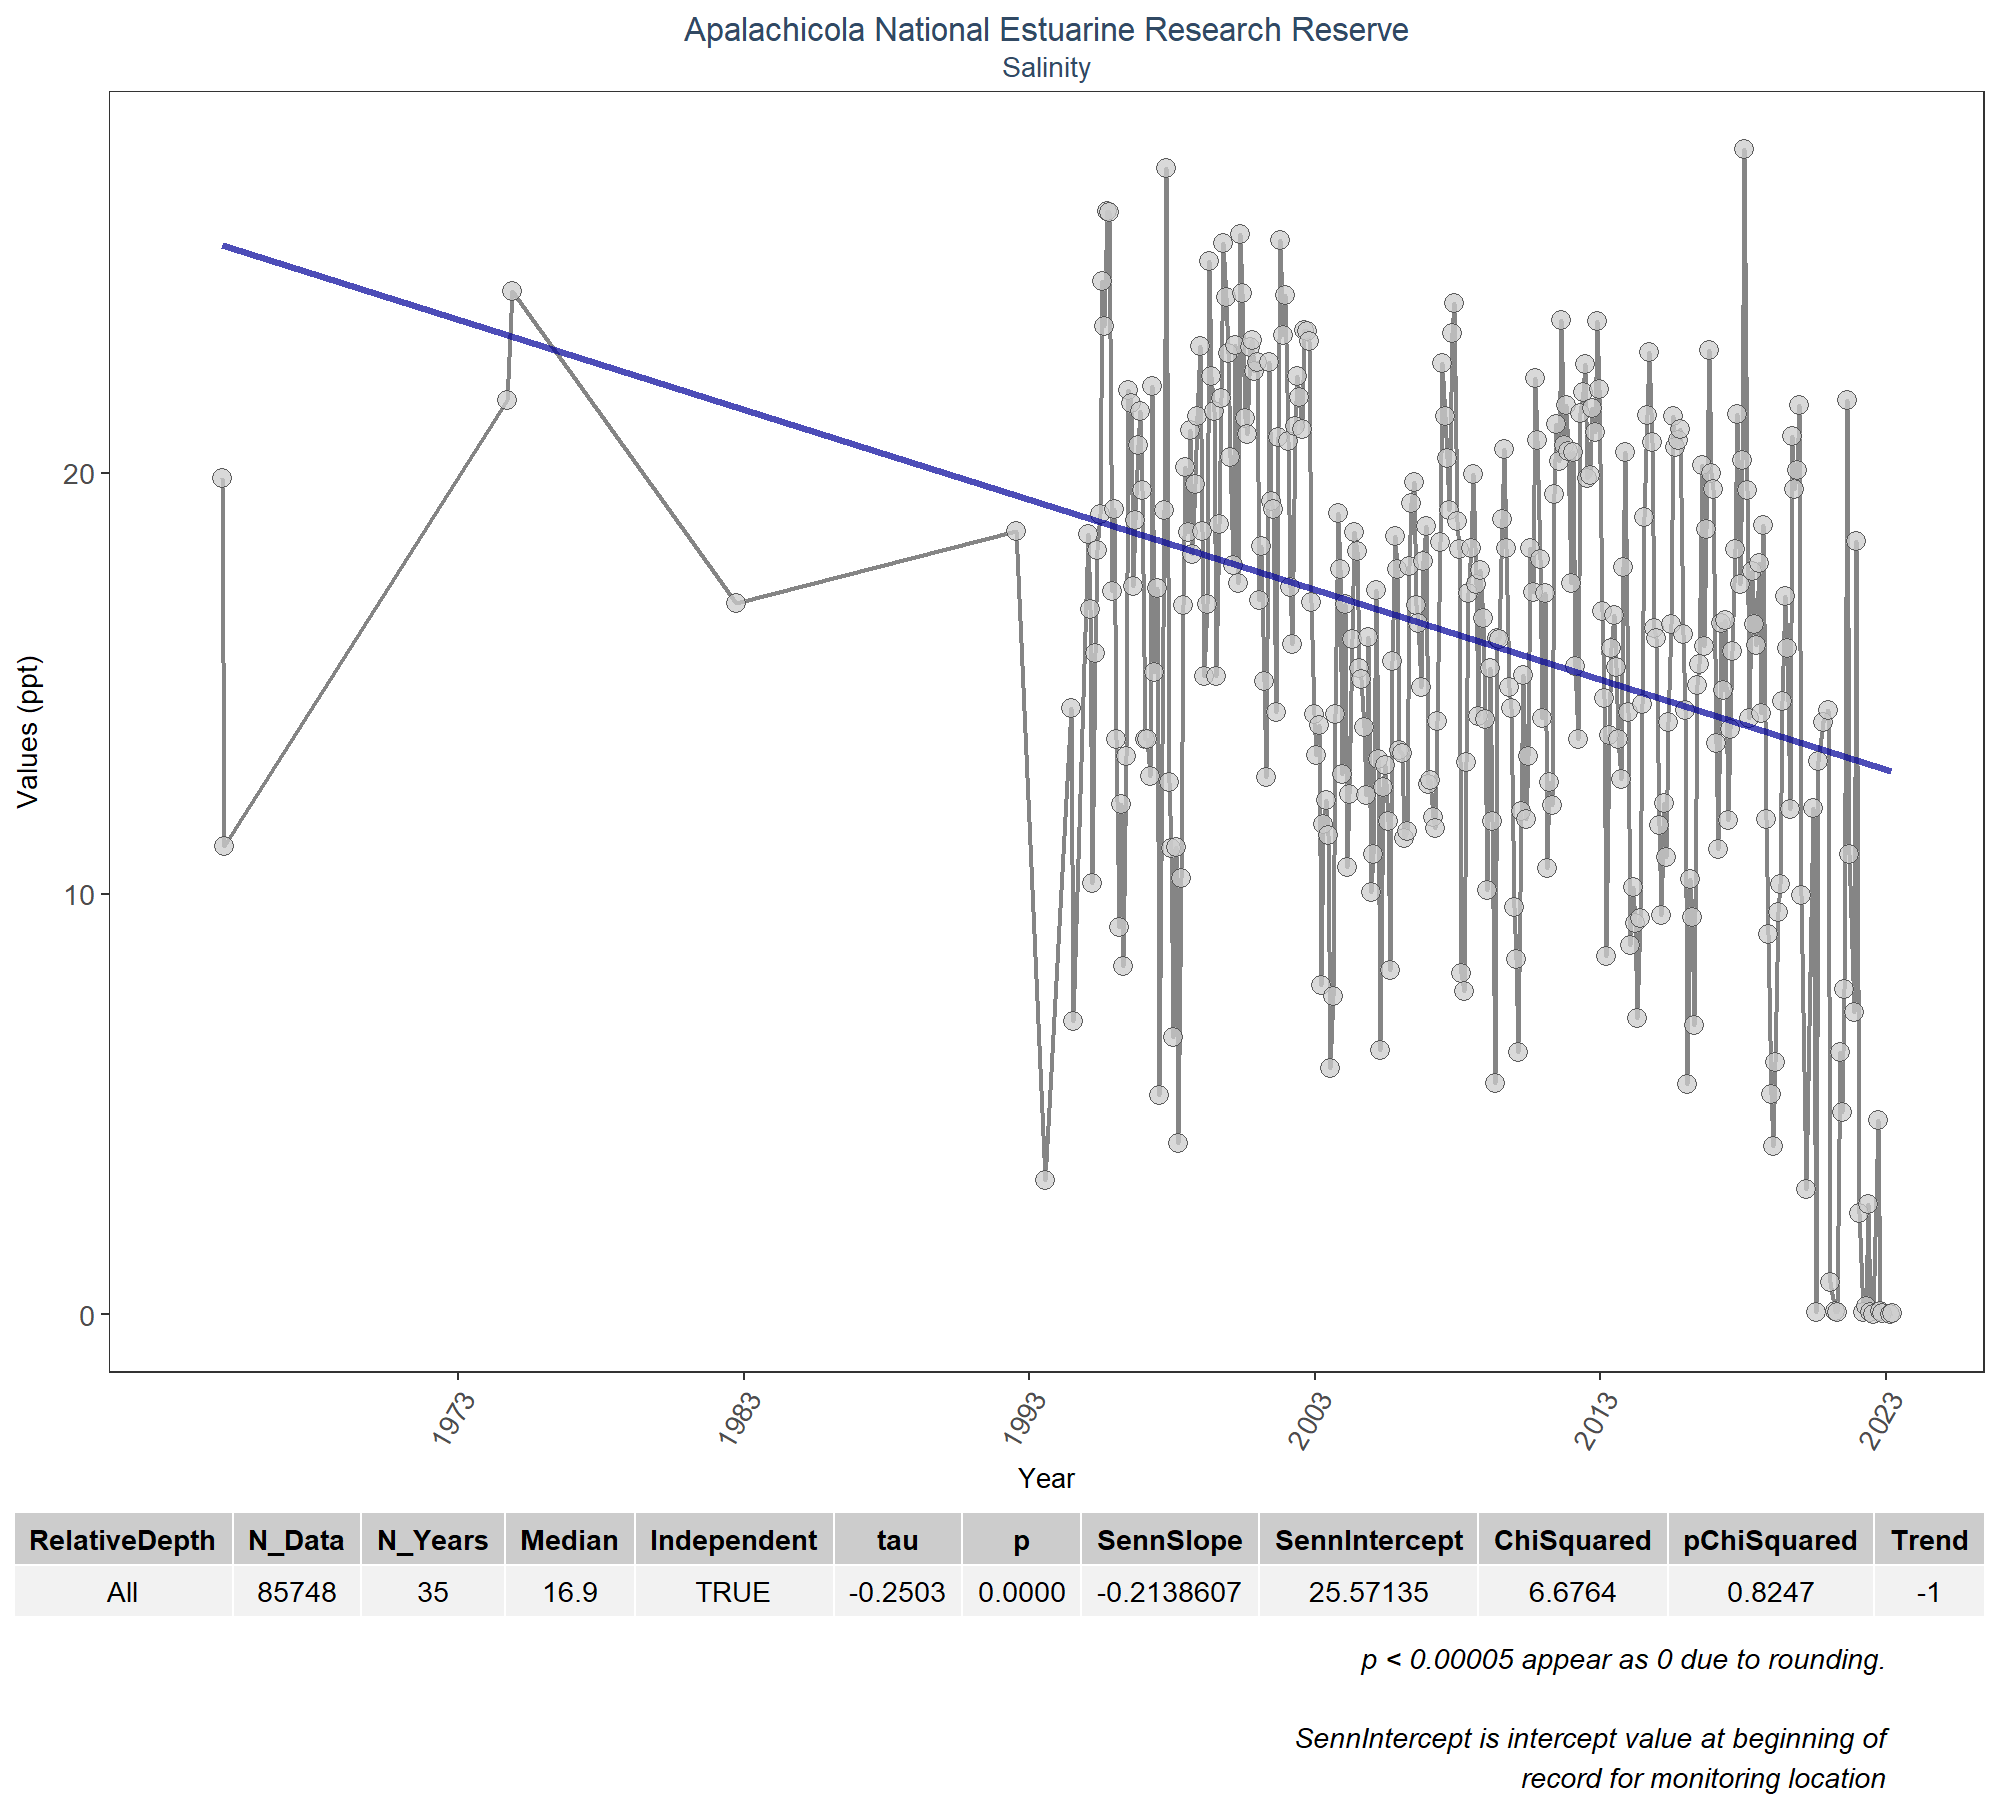 Apalachicola National Estuarine Research Reserve
Salinity
Values (ppt)
20
10
0
1973 1983 1993 2003 2013 2023
Year
RelativeDepth N_Data N_Years Median Independent tau p SennSlope SennIntercept ChiSquared pChiSquared Trend
All 85748 35 16.9 TRUE -0.2503 0.0000 -0.2138607 25.57135 6.6764 0.8247 -1
p < 0.00005 appear as 0 due to rounding.
SennIntercept is intercept value at beginning of
record for monitoring location